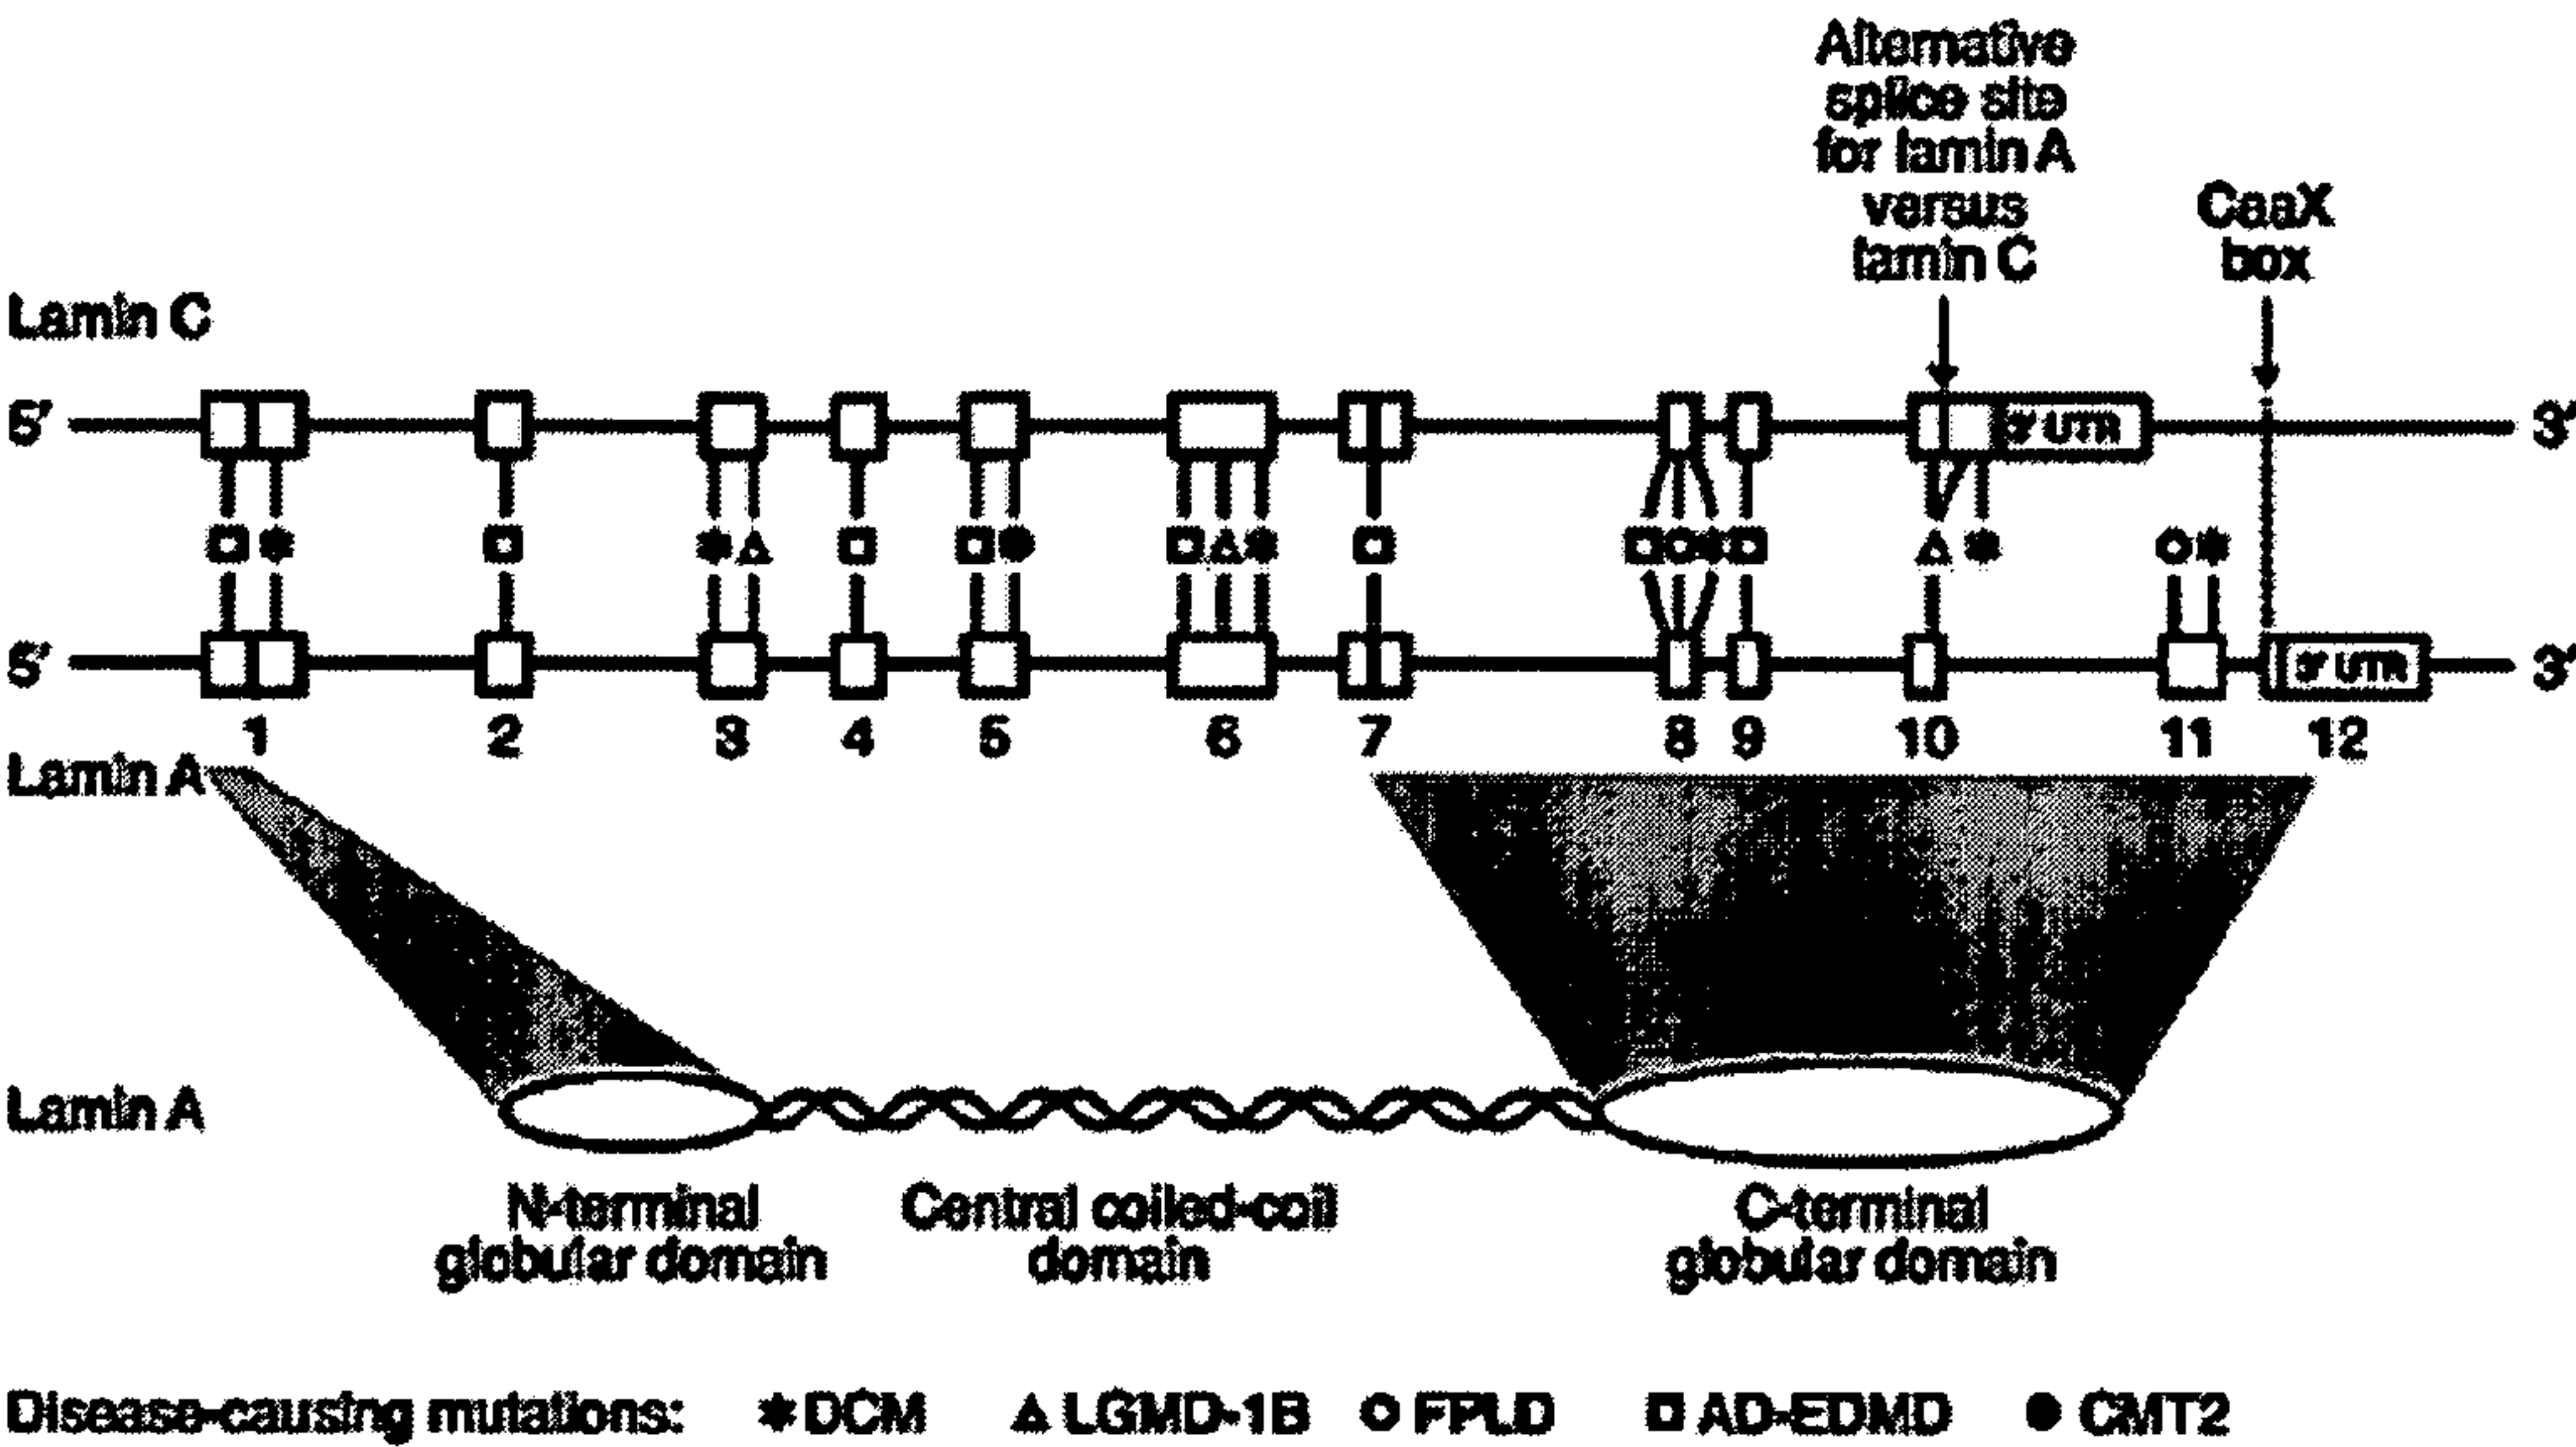 Alternative
splice site
for lamin A
versus
lamin C
CaaX
box
Lamin C
5′ 3′ UTR 3′
5′ 3′ UTR 3′
1 2 3 4 5 6 7 8 9 10 11 12
Lamin A
Lamin A
N-terminal
globular domain
Central coiled-coil
domain
C-terminal
globular domain
Disease-causing mutations: DCM LGMD-1B FPLD AD-EDMD CMT2